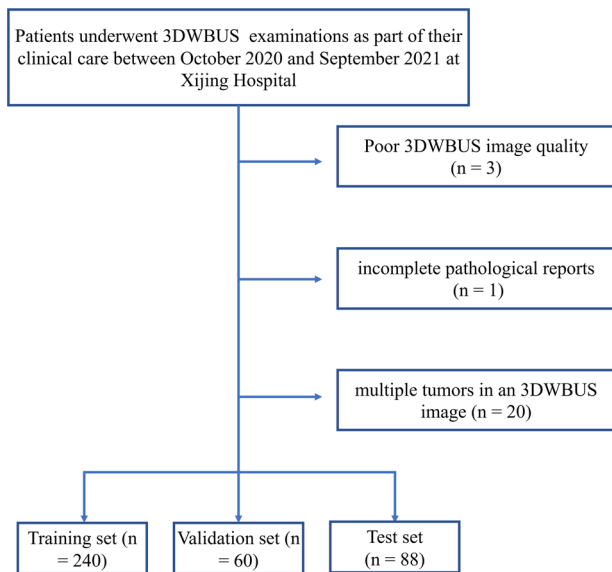 Patients underwent 3DWBUS examinations as part of their
clinical care between October 2020 and September 2021 at
Xijing Hospital
Poor 3DWBUS image quality
(n = 3)
incomplete pathological reports
(n = 1)
multiple tumors in an 3DWBUS
image (n = 20)
Training set (n
= 240)
Validation set (n
= 60)
Test set
(n = 88)